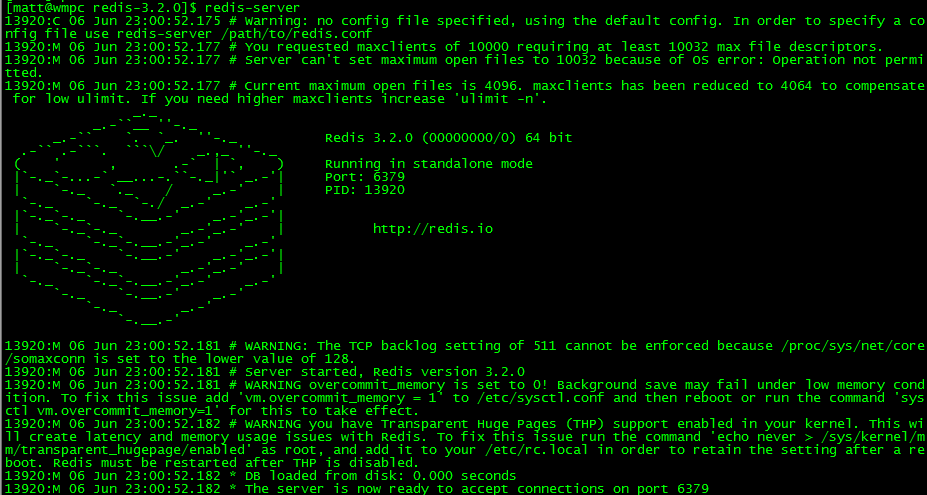 [matt@wmpc redis-3.2.0]$ redis-server
13920:C 06 Jun 23:00:52.175 # Warning: no config file specified, using the default config. In order to specify a co
nfig file use redis-server /path/to/redis.conf
13920:M 06 Jun 23:00:52.177 # You requested maxclients of 10000 requiring at least 10032 max file descriptors.
13920:M 06 Jun 23:00:52.177 # Server can't set maximum open files to 10032 because of OS error: Operation not permi
tted.
13920:M 06 Jun 23:00:52.177 # Current maximum open files is 4096. maxclients has been reduced to 4064 to compensate
 for low ulimit. If you need higher maxclients increase 'ulimit -n'.
Redis 3.2.0 (00000000/0) 64 bit
Running in standalone mode
Port: 6379
PID: 13920
http://redis.io
13920:M 06 Jun 23:00:52.181 # WARNING: The TCP backlog setting of 511 cannot be enforced because /proc/sys/net/core
/somaxconn is set to the lower value of 128.
13920:M 06 Jun 23:00:52.181 # Server started, Redis version 3.2.0
13920:M 06 Jun 23:00:52.181 # WARNING overcommit_memory is set to 0! Background save may fail under low memory cond
ition. To fix this issue add 'vm.overcommit_memory = 1' to /etc/sysctl.conf and then reboot or run the command 'sys
ctl vm.overcommit_memory=1' for this to take effect.
13920:M 06 Jun 23:00:52.182 # WARNING you have Transparent Huge Pages (THP) support enabled in your kernel. This wi
ll create latency and memory usage issues with Redis. To fix this issue run the command 'echo never > /sys/kernel/m
m/transparent_hugepage/enabled' as root, and add it to your /etc/rc.local in order to retain the setting after a re
boot. Redis must be restarted after THP is disabled.
13920:M 06 Jun 23:00:52.182 * DB loaded from disk: 0.000 seconds
13920:M 06 Jun 23:00:52.182 * The server is now ready to accept connections on port 6379